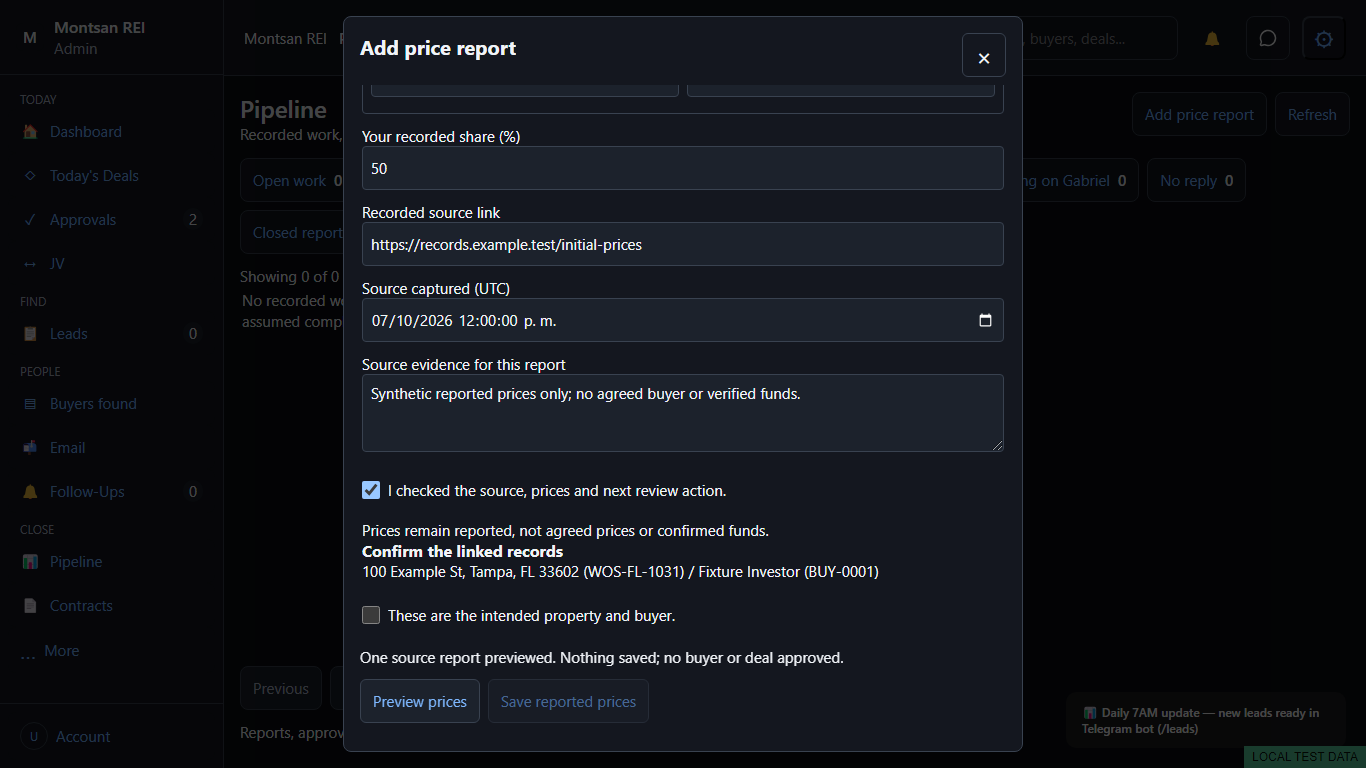 M
Montsan REI
Admin
TODAY
Dashboard
Today's Deals
Approvals 2
JV
FIND
Leads 0
PEOPLE
Buyers found
Email
Follow-Ups 0
CLOSE
Pipeline
Contracts
... More
U Account
Montsan REI
buyers, deals...
Pipeline
Recorded work,
Add price report
Refresh
Open work 0
on Gabriel 0
No reply 0
Closed report
Showing 0 of 0
No recorded
assumed
Previous
Reports,
Add price report
×
Your recorded share (%)
50
Recorded source link
https://records.example.test/initial-prices
Source captured (UTC)
07/10/2026 12:00:00 p. m.
Source evidence for this report
Synthetic reported prices only; no agreed buyer or verified funds.
I checked the source, prices and next review action.
Prices remain reported, not agreed prices or confirmed funds.
Confirm the linked records
100 Example St, Tampa, FL 33602 (WOS-FL-1031) / Fixture Investor (BUY-0001)
These are the intended property and buyer.
One source report previewed. Nothing saved; no buyer or deal approved.
Preview prices
Save reported prices
Daily 7AM update — new leads ready in
Telegram bot (/leads)
LOCAL TEST DATA